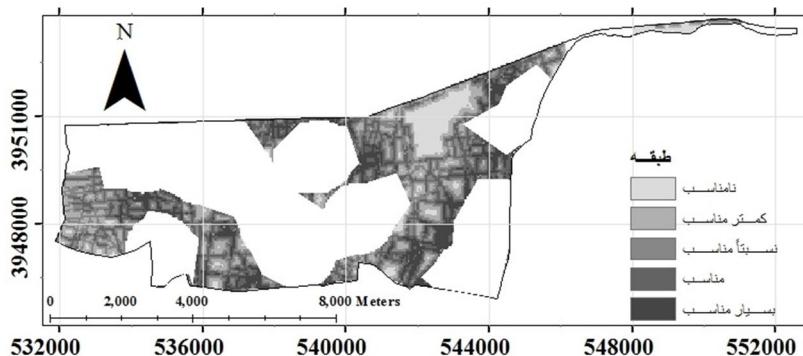 N
3951000
3948000
طبقه
نامناسب
کمتر مناسب
نسبتاً مناسب
مناسب
بسیار مناسب
0 2,000 4,000 8,000 Meters
532000 536000 540000 544000 548000 552000